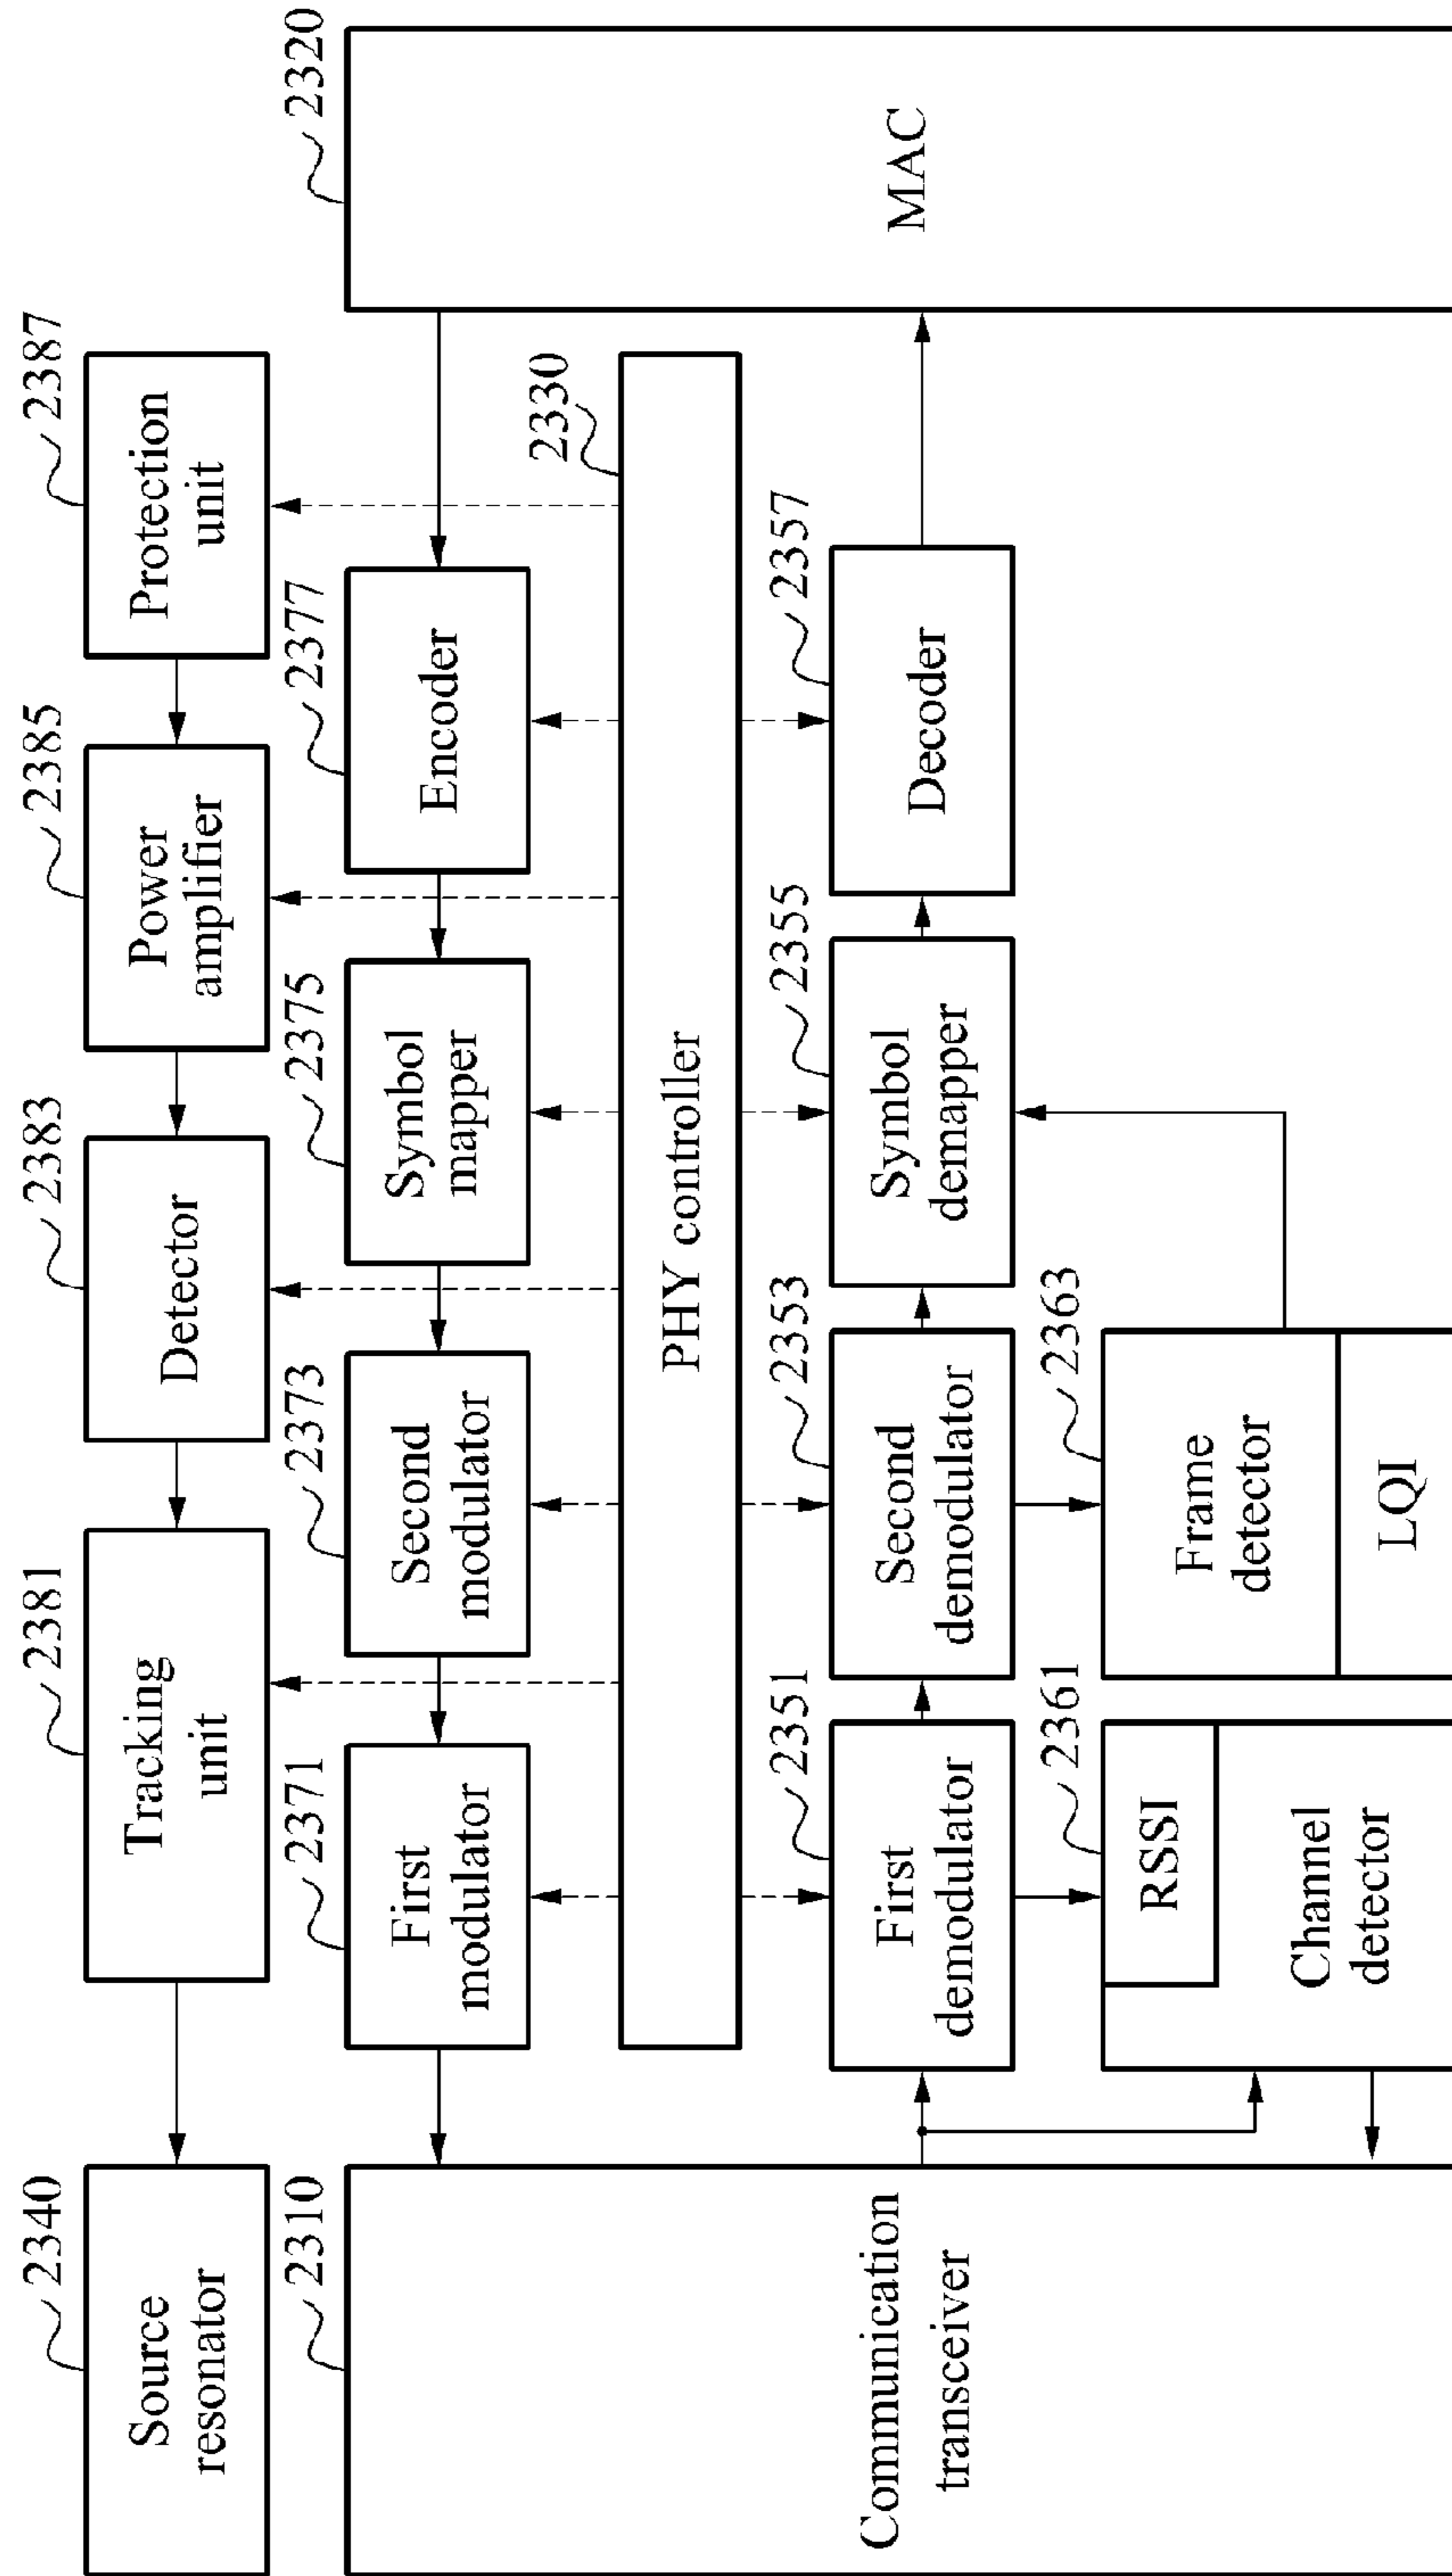 2340
Source
resonator
2381
Tracking
unit
2383
Detector
2385
Power
amplifier
2387
Protection
unit
2310
Communication
transceiver
2371
First
modulator
2373
Second
modulator
2375
Symbol
mapper
2377
Encoder
2320
MAC
PHY controller
2330
2351
First
demodulator
2353
Second
demodulator
2355
Symbol
demapper
2357
Decoder
2361
RSSI
Channel
detector
2363
Frame
detector
LQI